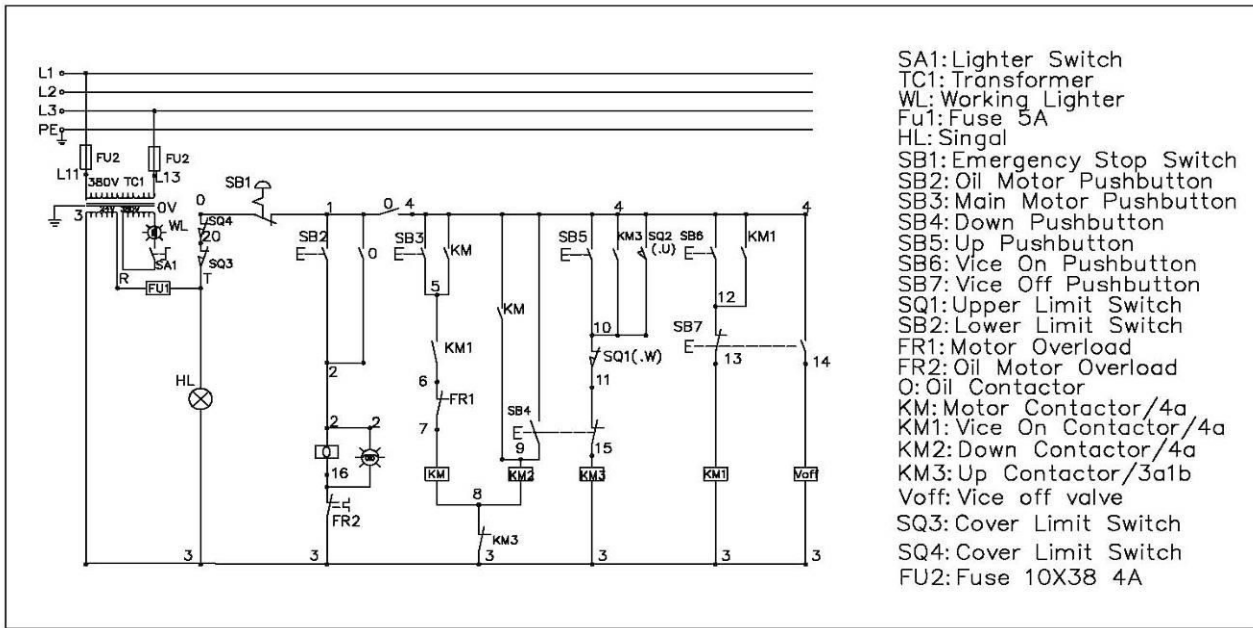 L1
L2
L3
PE
FU2 FU2
L11 380V TC1 L13
3 24V 380V 0V 0 SB1 1 0 4 4 4
WL SQ4
20
SA1 SQ3
R FU1 T
SB2 0 SB3 KM SB5 KM3 SQ2 (.U) SB6 KM1
5 12
KM 10 SB7
KM1 SQ1(.W) 13 14
2 6 11
HL FR1
SB4
2 2 7 9 15
0 KM KM2 KM3 KM1 Voff
16 8
FR2 KM3
3 3 3 3 3 3
SA1: Lighter Switch
TC1: Transformer
WL: Working Lighter
Fu1: Fuse 5A
HL: Singal
SB1: Emergency Stop Switch
SB2: Oil Motor Pushbutton
SB3: Main Motor Pushbutton
SB4: Down Pushbutton
SB5: Up Pushbutton
SB6: Vice On Pushbutton
SB7: Vice Off Pushbutton
SQ1: Upper Limit Switch
SB2: Lower Limit Switch
FR1: Motor Overload
FR2: Oil Motor Overload
O: Oil Contactor
KM: Motor Contactor/4a
KM1: Vice On Contactor/4a
KM2: Down Contactor/4a
KM3: Up Contactor/3a1b
Voff: Vice off valve
SQ3: Cover Limit Switch
SQ4: Cover Limit Switch
FU2: Fuse 10X38 4A